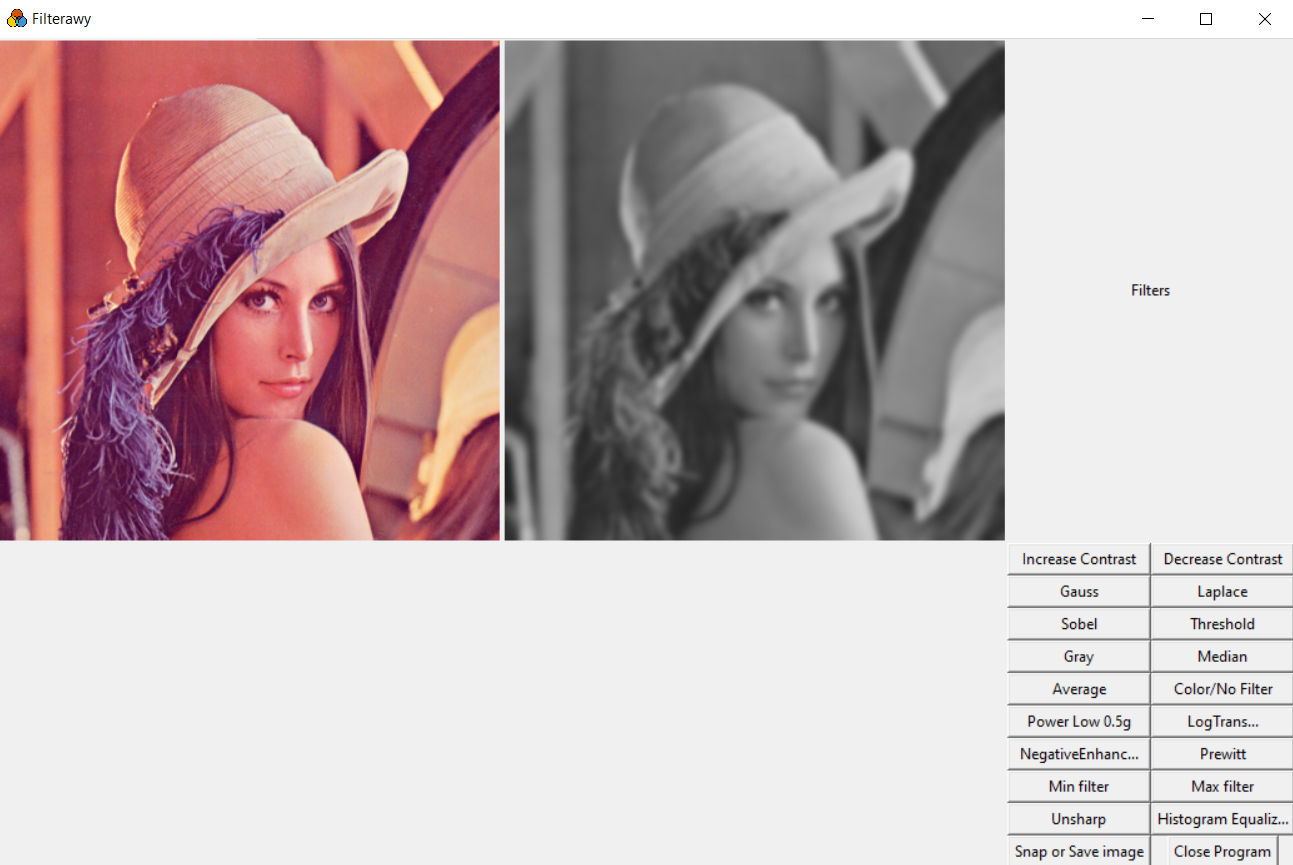 Filterawy
Filters
Increase Contrast Decrease Contrast
Gauss Laplace
Sobel Threshold
Gray Median
Average Color/No Filter
Power Low 0.5g LogTrans...
NegativeEnhanc... Prewitt
Min filter Max filter
Unsharp Histogram Equaliz...
Snap or Save image Close Program